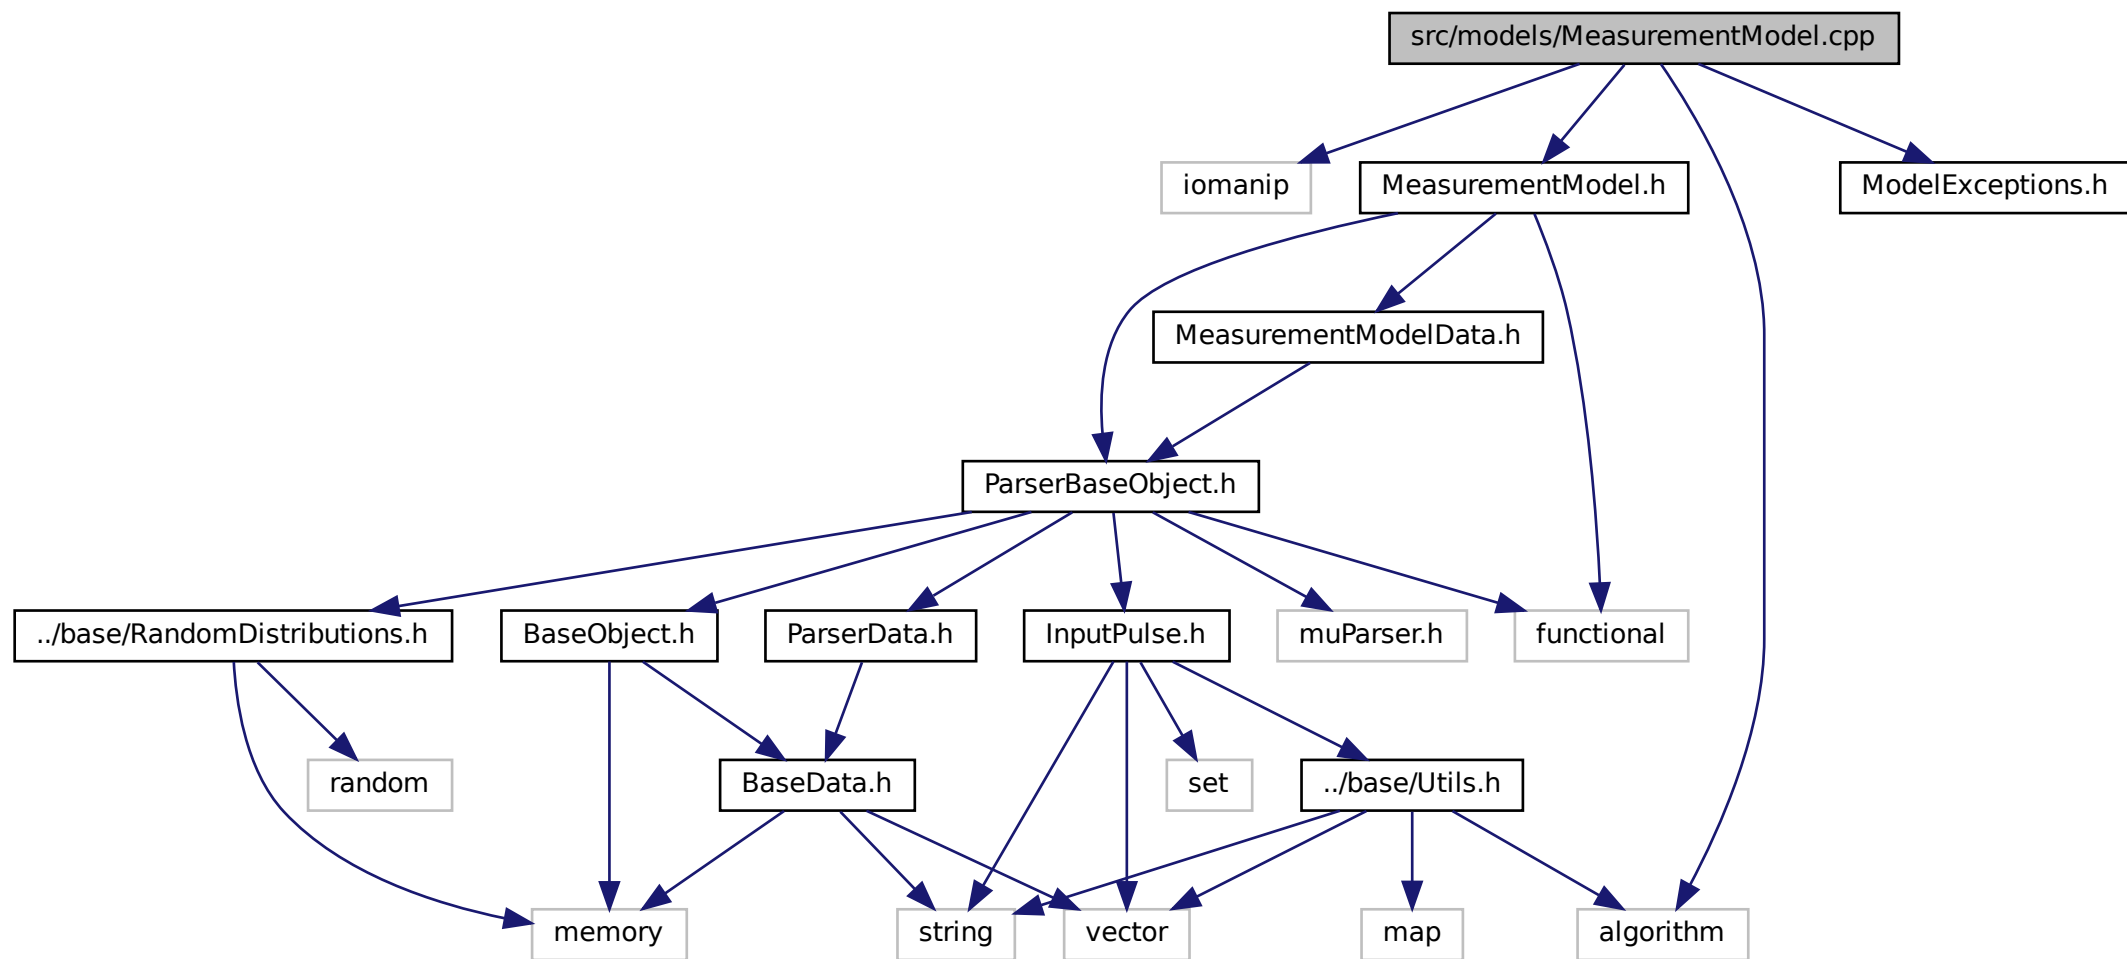 src/models/MeasurementModel.cpp
iomanip
MeasurementModel.h
ModelExceptions.h
MeasurementModelData.h
ParserBaseObject.h
../base/RandomDistributions.h
BaseObject.h
ParserData.h
InputPulse.h
muParser.h
functional
random
BaseData.h
set
../base/Utils.h
memory
string
vector
map
algorithm